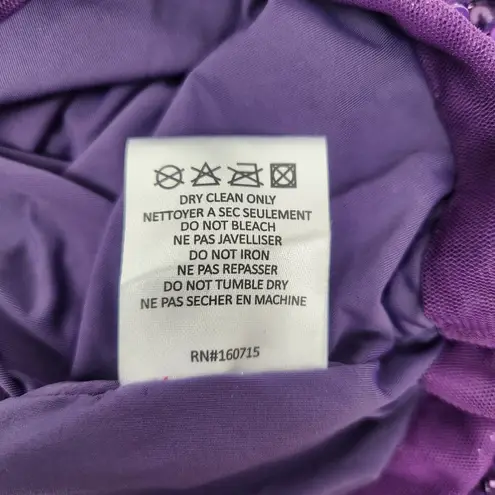 DRY CLEAN ONLY
NETTOYER A SEC SEULEMENT
DO NOT BLEACH
NE PAS JAVELLISER
DO NOT IRON
NE PAS REPASSER
DO NOT TUMBLE DRY
NE PAS SECHER EN MACHINE
RN#160715